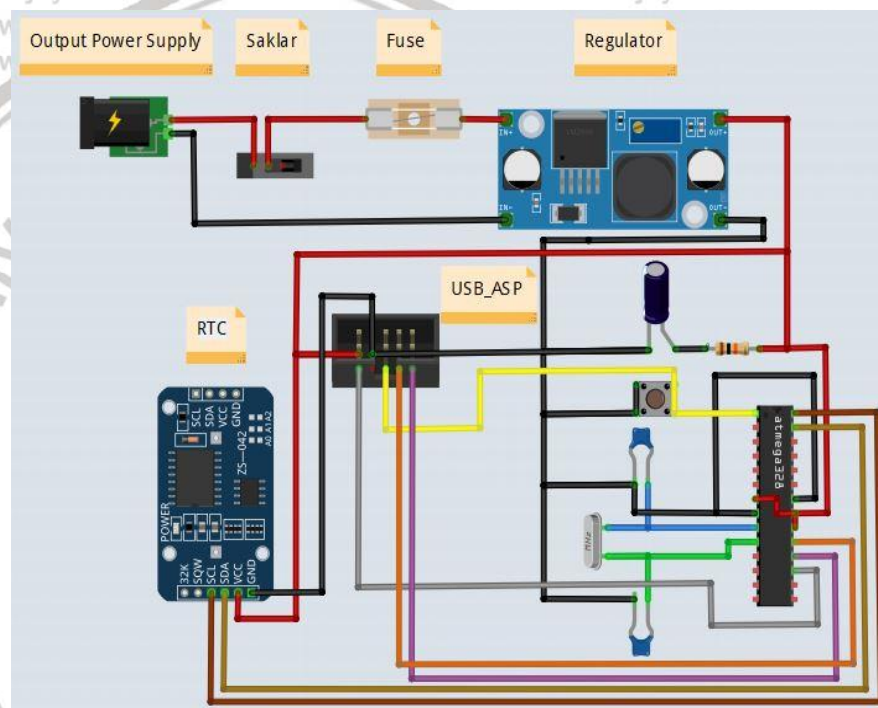 Output Power Supply
Saklar
Fuse
Regulator
IN+
OUT+
IN-
OUT-
USB_ASP
RTC
SCL
SDA
VCC
GND
A0 A1 A2
ZS-042
POWER
32K
SQW
SCL
SDA
VCC
GND
MHz
atmega328